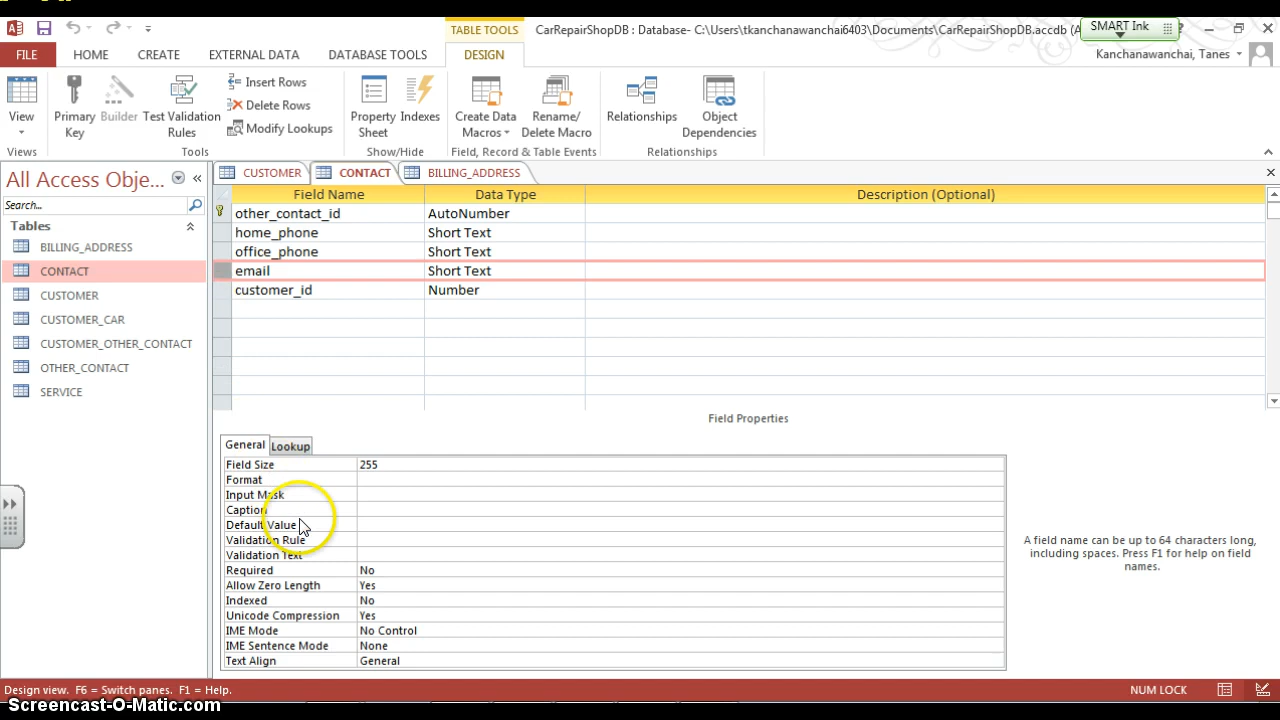 TABLE TOOLS
CarRepairShopDB : Database- C:\Users\tkanchanawanchai6403\Documents\CarRepairShopDB.accdb (A
SMART Ink
FILE HOME CREATE EXTERNAL DATA DATABASE TOOLS DESIGN
Kanchanawanchai, Tanes
View
Primary Key
Builder
Test Validation Rules
Insert Rows
Delete Rows
Modify Lookups
Property Sheet
Indexes
Create Data Macros
Rename/ Delete Macro
Relationships
Object Dependencies
Views
Tools
Show/Hide
Field, Record & Table Events
Relationships
All Access Obje...
Search...
Tables
BILLING_ADDRESS
CONTACT
CUSTOMER
CUSTOMER_CAR
CUSTOMER_OTHER_CONTACT
OTHER_CONTACT
SERVICE
CUSTOMER CONTACT BILLING_ADDRESS
Field Name Data Type Description (Optional)
other_contact_id AutoNumber
home_phone Short Text
office_phone Short Text
email Short Text
customer_id Number
Field Properties
General Lookup
Field Size 255
Format
Input Mask
Caption
Default Value
Validation Rule
Validation Text
Required No
Allow Zero Length Yes
Indexed No
Unicode Compression Yes
IME Mode No Control
IME Sentence Mode None
Text Align General
A field name can be up to 64 characters long,
including spaces. Press F1 for help on field
names.
Design view. F6 = Switch panes. F1 = Help.
NUM LOCK
Screencast-O-Matic.com